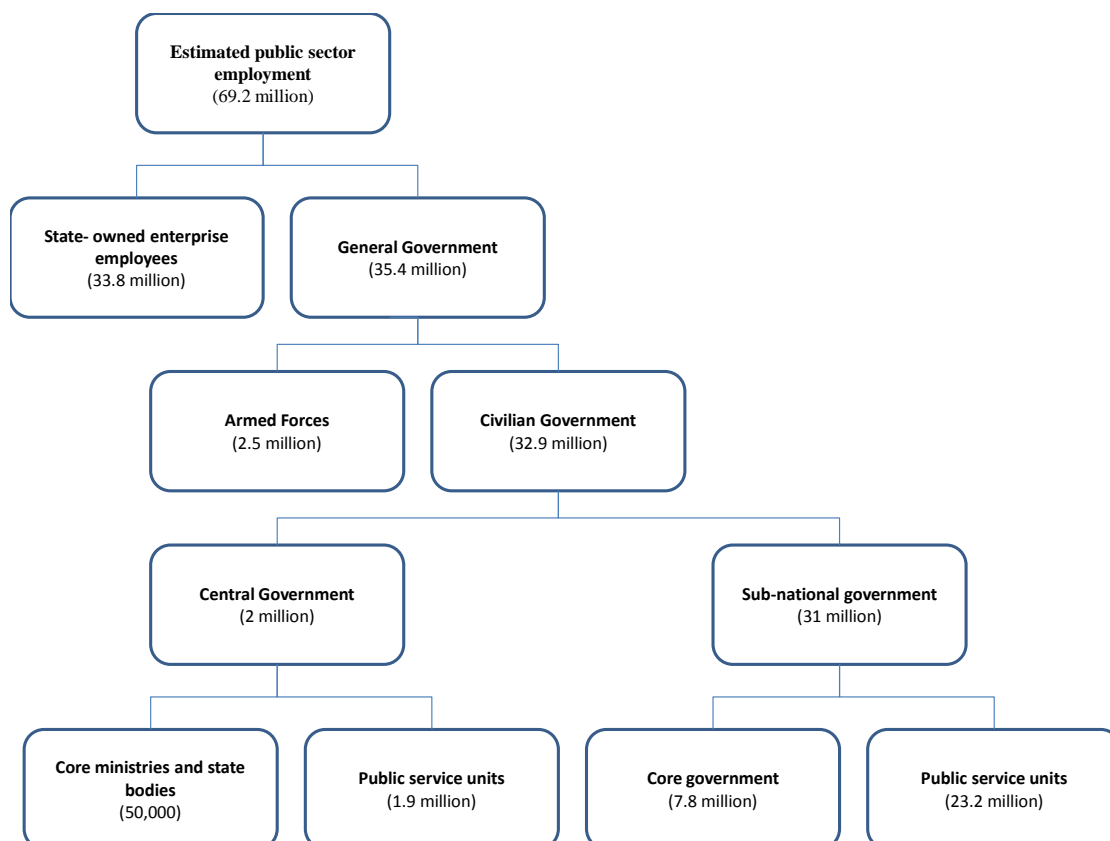 Estimated public sector
employment
(69.2 million)
State- owned enterprise
employees
(33.8 million)
General Government
(35.4 million)
Armed Forces
(2.5 million)
Civilian Government
(32.9 million)
Central Government
(2 million)
Sub-national government
(31 million)
Core ministries and state
bodies
(50,000)
Public service units
(1.9 million)
Core government
(7.8 million)
Public service units
(23.2 million)